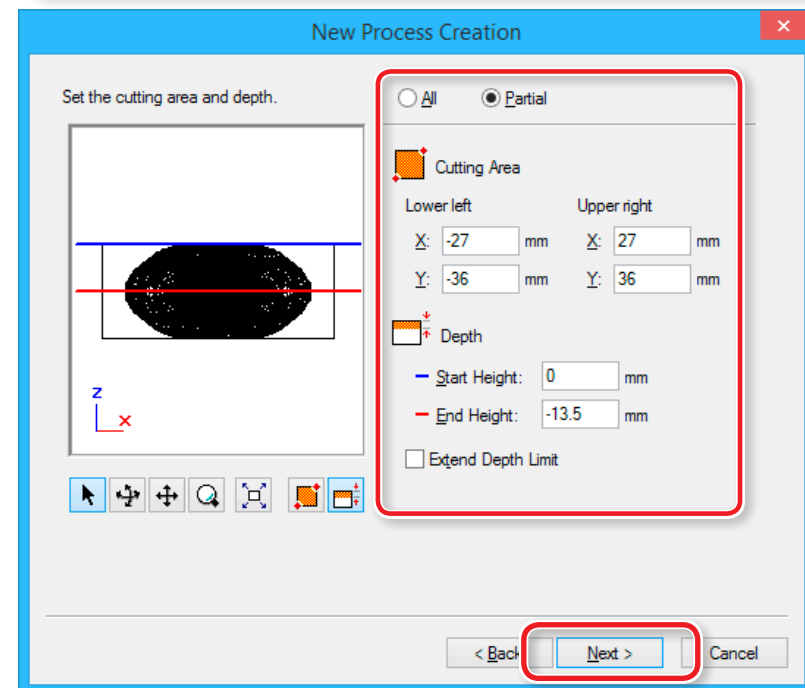 New Process Creation
Set the cutting area and depth.
All Partial
Cutting Area
Lower left Upper right
X: -27 mm X: 27 mm
Y: -36 mm Y: 36 mm
Depth
Start Height: 0 mm
End Height: -13.5 mm
Extend Depth Limit
z
x
< Back Next > Cancel